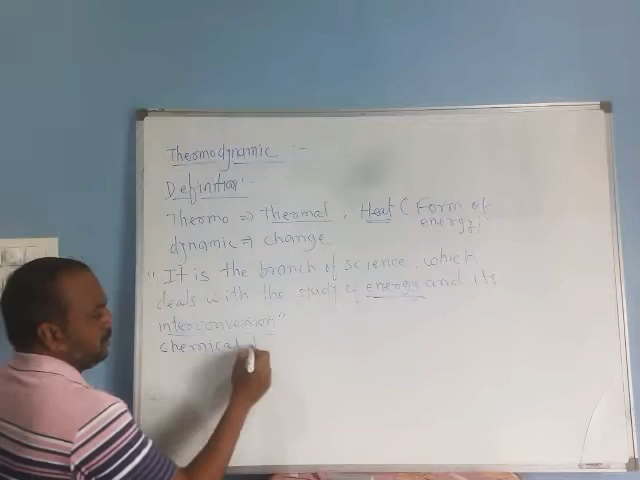 Thermodynamic :-
Definition :-
Thermo ⇒ thermal, Heat (Form of energy)
dynamic ⇒ change
"It is the branch of science, which
deals with the study of energy and its
interconversion"
chemical